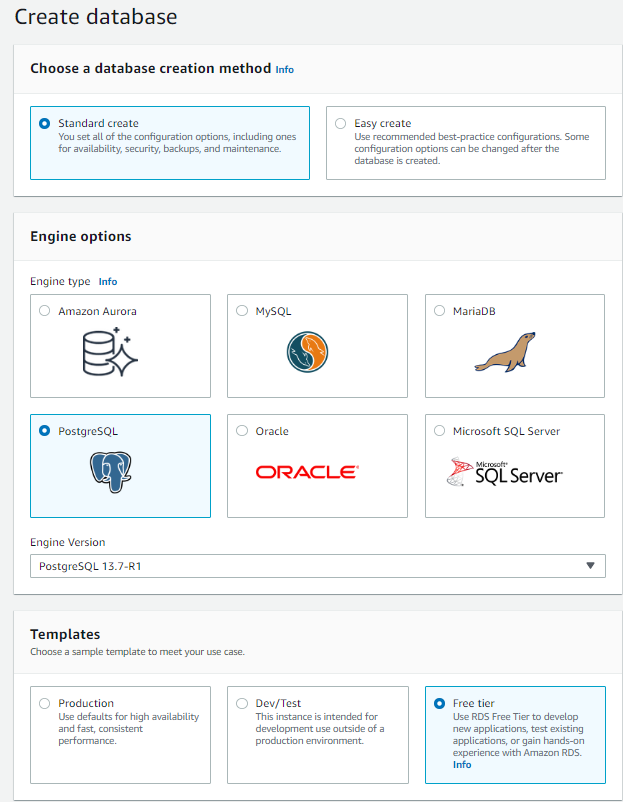 Create database
Choose a database creation method Info
Standard create
You set all of the configuration options, including ones
for availability, security, backups, and maintenance.
Easy create
Use recommended best-practice configurations. Some
configuration options can be changed after the
database is created.
Engine options
Engine type Info
Amazon Aurora
MySQL
MariaDB
PostgreSQL
Oracle
ORACLE
Microsoft SQL Server
Microsoft®
SQL Server
Engine Version
PostgreSQL 13.7-R1
Templates
Choose a sample template to meet your use case.
Production
Use defaults for high availability
and fast, consistent
performance.
Dev/Test
This instance is intended for
development use outside of a
production environment.
Free tier
Use RDS Free Tier to develop
new applications, test existing
applications, or gain hands-on
experience with Amazon RDS.
Info